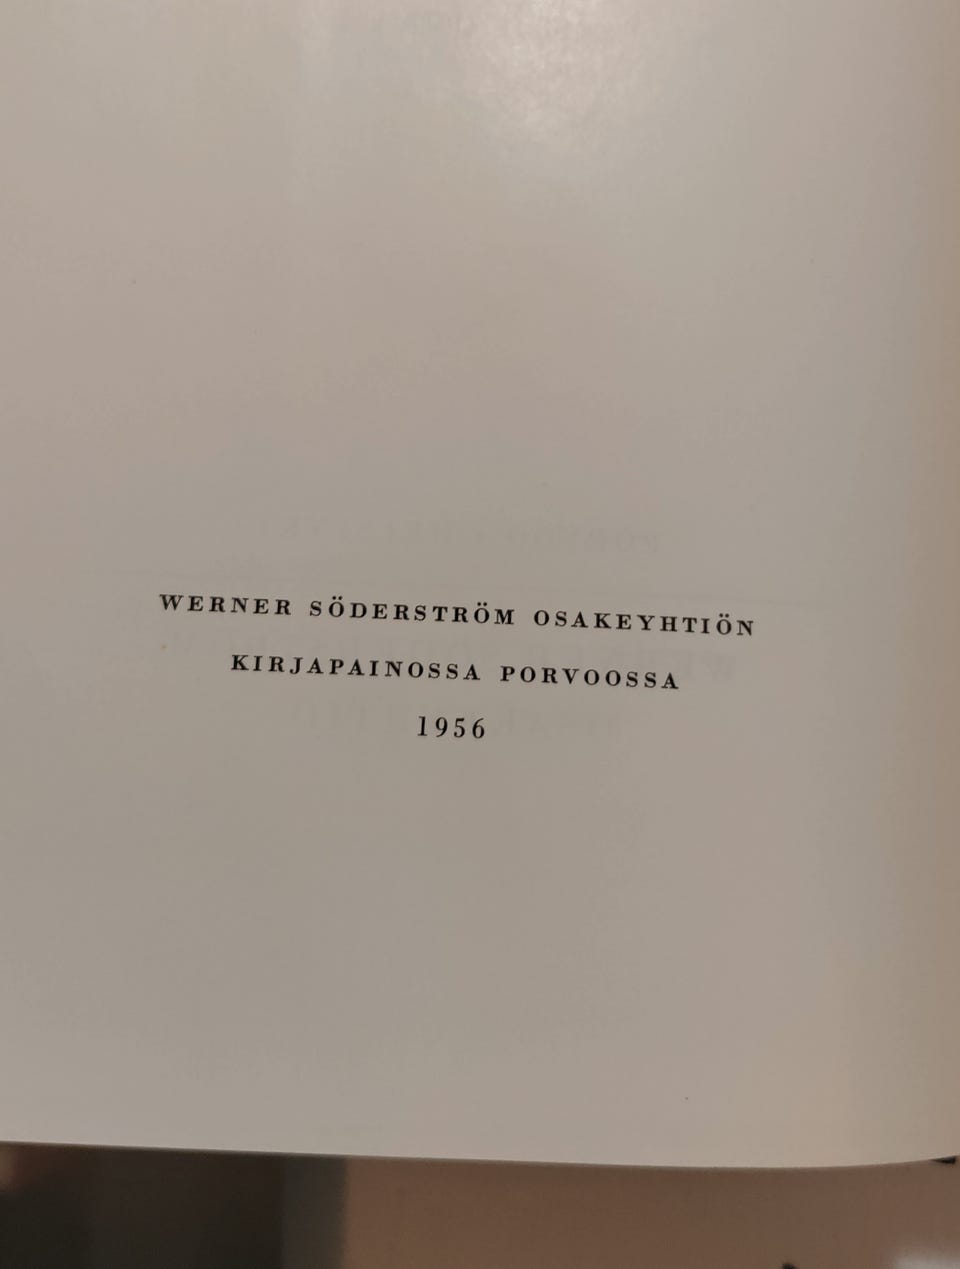 WERNER SÖDERSTRÖM OSAKEYHTIÖN
KIRJAPAINOSSA PORVOOSSA
1956